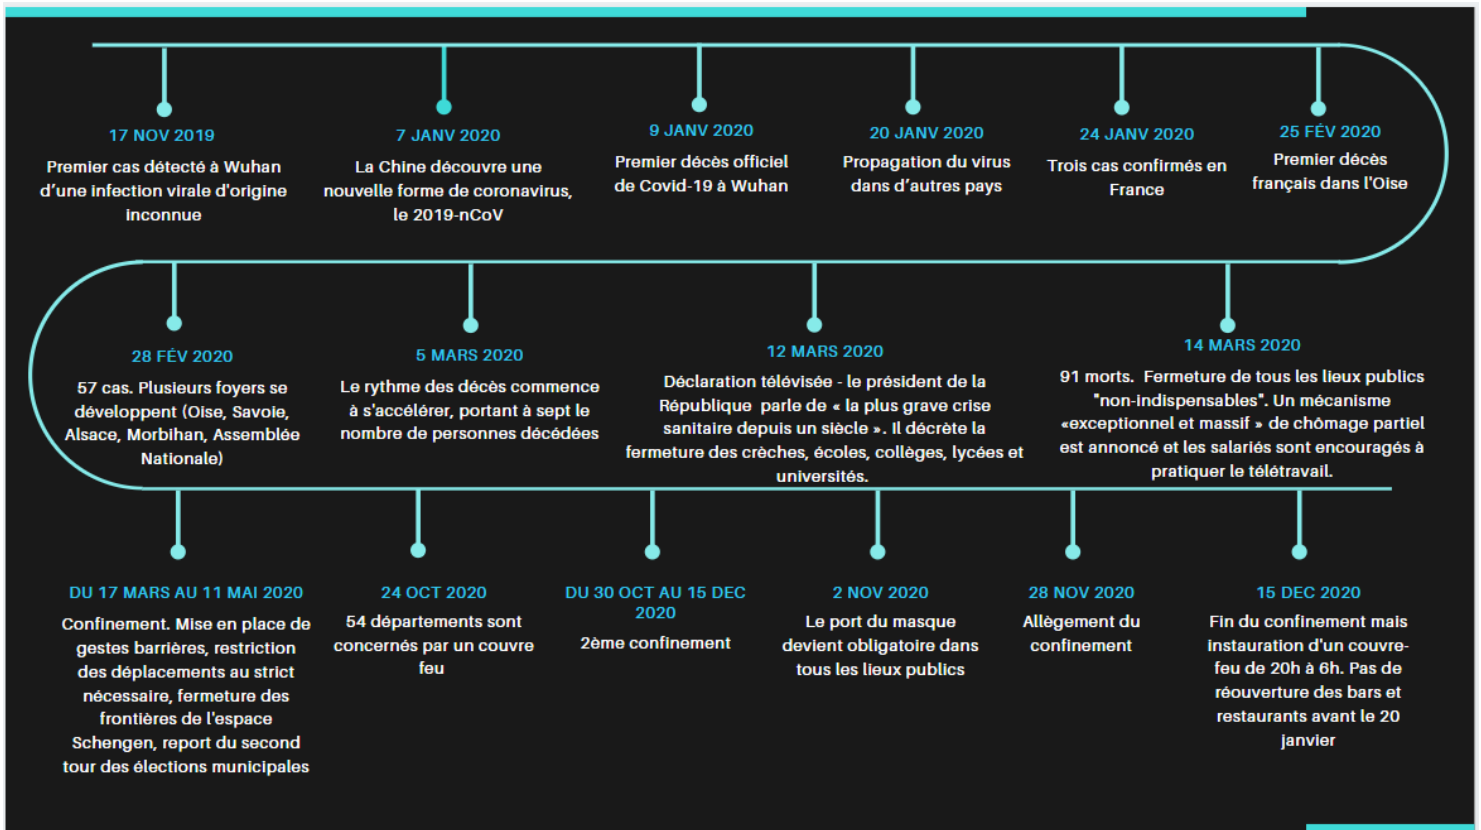 17 NOV 2019
Premier cas détecté à Wuhan
d’une infection virale d'origine
inconnue
7 JANV 2020
La Chine découvre une
nouvelle forme de coronavirus,
le 2019-nCoV
9 JANV 2020
Premier décès officiel
de Covid-19 à Wuhan
20 JANV 2020
Propagation du virus
dans d’autres pays
24 JANV 2020
Trois cas confirmés en
France
25 FÉV 2020
Premier décès
français dans l'Oise
28 FÉV 2020
57 cas. Plusieurs foyers se
développent (Oise, Savoie,
Alsace, Morbihan, Assemblée
Nationale)
5 MARS 2020
Le rythme des décès commence
à s'accélérer, portant à sept le
nombre de personnes décédées
12 MARS 2020
Déclaration télévisée - le président de la
République parle de « la plus grave crise
sanitaire depuis un siècle ». Il décrète la
fermeture des crèches, écoles, collèges, lycées et
universités.
14 MARS 2020
91 morts. Fermeture de tous les lieux publics
"non-indispensables". Un mécanisme
«exceptionnel et massif » de chômage partiel
est annoncé et les salariés sont encouragés à
pratiquer le télétravail.
DU 17 MARS AU 11 MAI 2020
Confinement. Mise en place de
gestes barrières, restriction
des déplacements au strict
nécessaire, fermeture des
frontières de l'espace
Schengen, report du second
tour des élections municipales
24 OCT 2020
54 départements sont
concernés par un couvre
feu
DU 30 OCT AU 15 DEC
2020
2ème confinement
2 NOV 2020
Le port du masque
devient obligatoire dans
tous les lieux publics
28 NOV 2020
Allègement du
confinement
15 DEC 2020
Fin du confinement mais
instauration d'un couvre-
feu de 20h à 6h. Pas de
réouverture des bars et
restaurants avant le 20
janvier